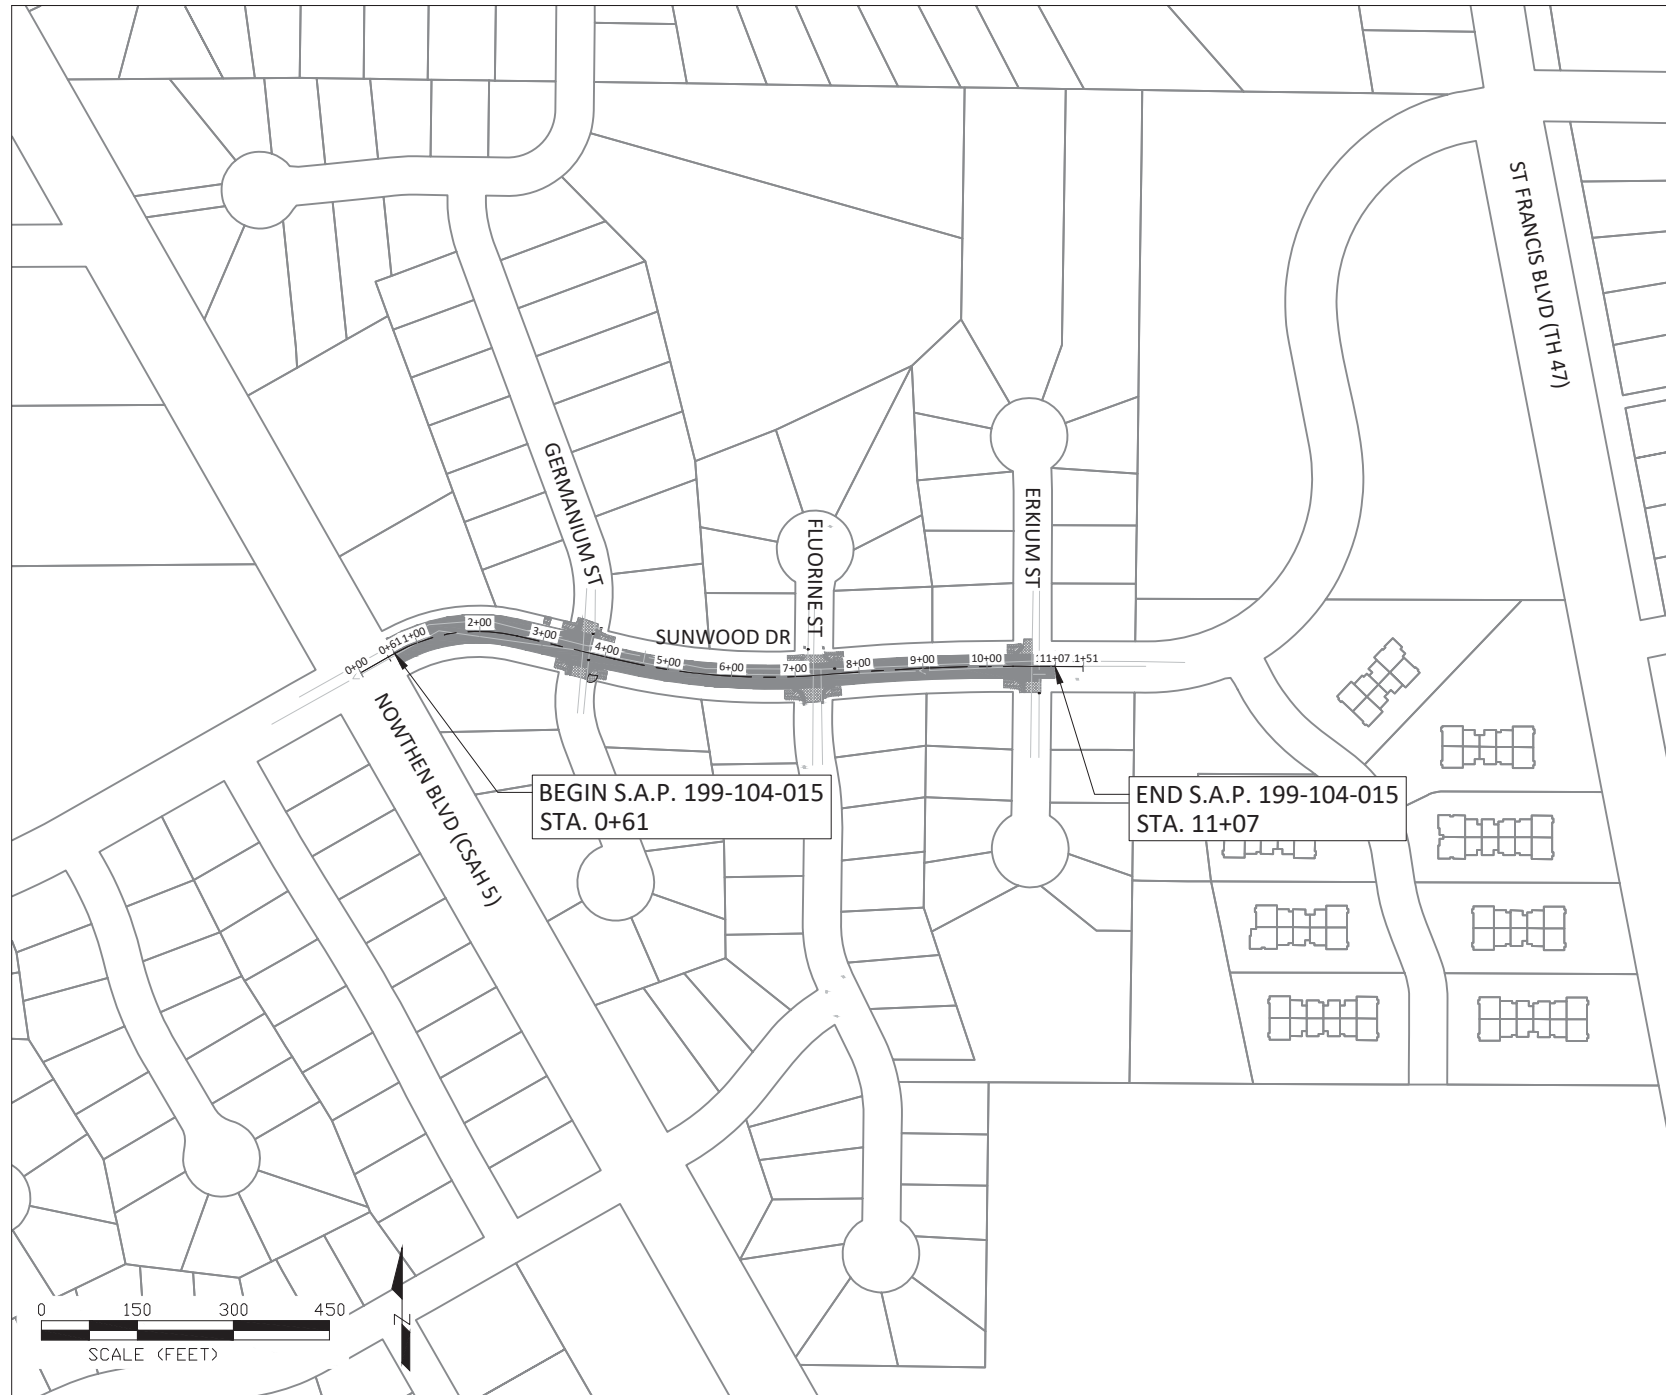 ST FRANCIS BLVD (TH 47)
GERMANIUM ST
FLUORINE ST
ERKIUM ST
SUNWOOD DR
0+00
0+61
1+00
2+00
3+00
4+00
5+00
6+00
7+00
8+00
9+00
10+00
11+07
1+51
NOWTHEN BLVD (CSAH 5)
BEGIN S.A.P. 199-104-015
STA. 0+61
END S.A.P. 199-104-015
STA. 11+07
0 150 300 450
SCALE (FEET)
N